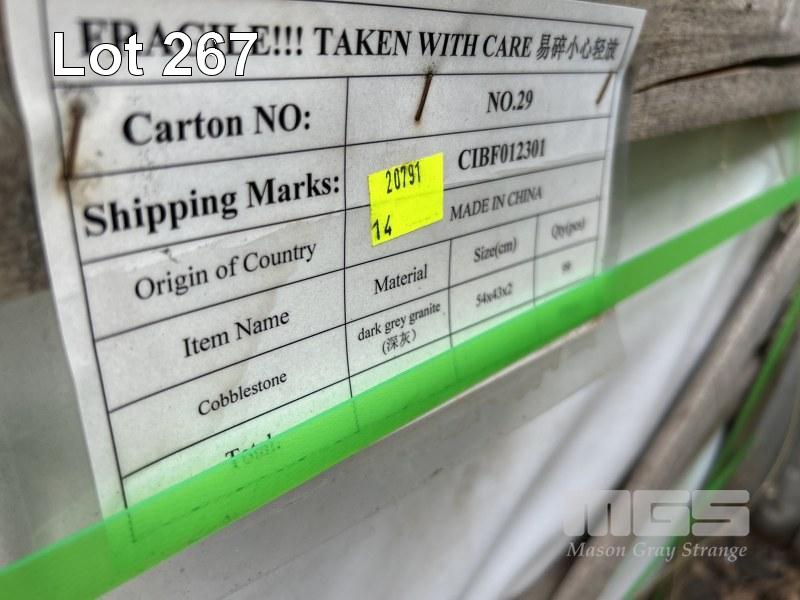 Lot 267
FRAGILE!!! TAKEN WITH CARE 易碎小心轻放
Carton NO:
NO.29
Shipping Marks:
CIBF012301
20791
14
Origin of Country
MADE IN CHINA
Item Name
Material
Size(cm)
Qty(pcs)
Cobblestone
dark grey granite
(深灰)
54x43x2
Total:
MGS
Mason Gray Strange